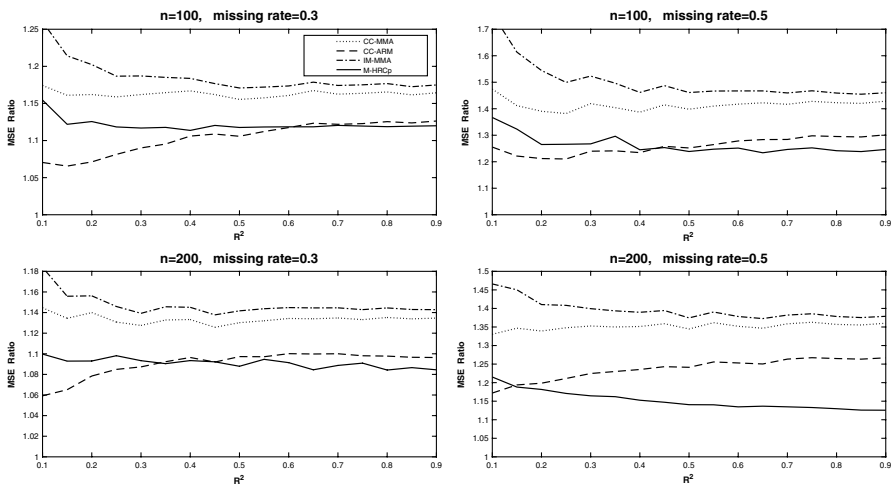 n=100, missing rate=0.3
1.25
1.2
1.15
1.1
1.05
1
MSE Ratio
0.1 0.2 0.3 0.4 0.5 0.6 0.7 0.8 0.9
R²
CC-MMA
CC-ARM
IM-MMA
M-HRCp
n=100, missing rate=0.5
1.7
1.6
1.5
1.4
1.3
1.2
1.1
1
MSE Ratio
0.1 0.2 0.3 0.4 0.5 0.6 0.7 0.8 0.9
R²
n=200, missing rate=0.3
1.18
1.16
1.14
1.12
1.1
1.08
1.06
1.04
1.02
1
MSE Ratio
0.1 0.2 0.3 0.4 0.5 0.6 0.7 0.8 0.9
R²
n=200, missing rate=0.5
1.5
1.45
1.4
1.35
1.3
1.25
1.2
1.15
1.1
1.05
1
MSE Ratio
0.1 0.2 0.3 0.4 0.5 0.6 0.7 0.8 0.9
R²